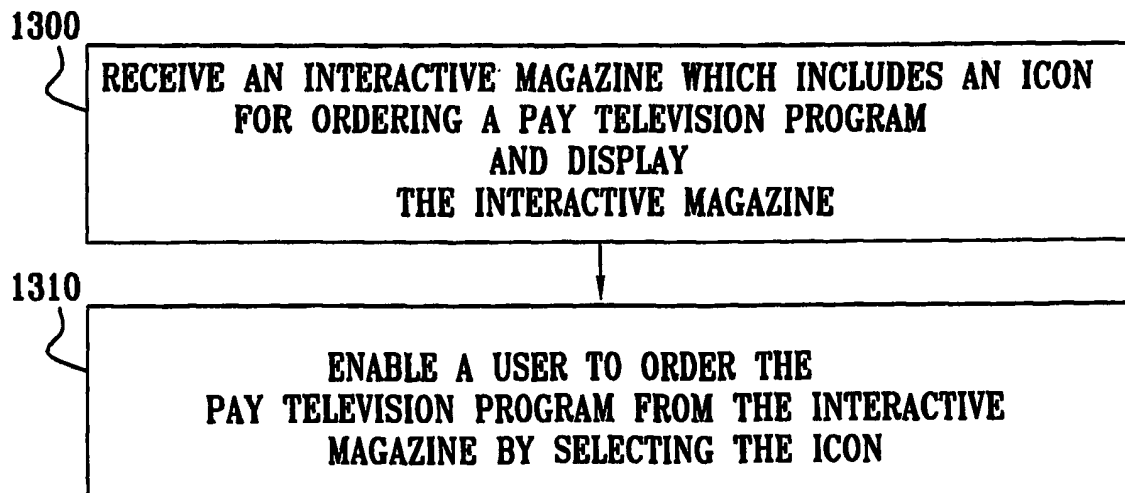 1300
RECEIVE AN INTERACTIVE MAGAZINE WHICH INCLUDES AN ICON
FOR ORDERING A PAY TELEVISION PROGRAM
AND DISPLAY
THE INTERACTIVE MAGAZINE
1310
ENABLE A USER TO ORDER THE
PAY TELEVISION PROGRAM FROM THE INTERACTIVE
MAGAZINE BY SELECTING THE ICON